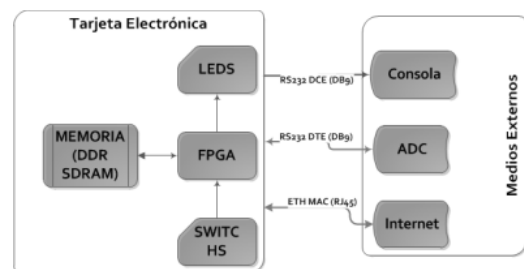 Tarjeta Electrónica
LEDS
MEMORIA
(DDR
SDRAM)
FPGA
SWITC
HS
RS232 DCE (DB9)
RS232 DTE (DB9)
ETH MAC (RJ45)
Consola
ADC
Internet
Medios Externos